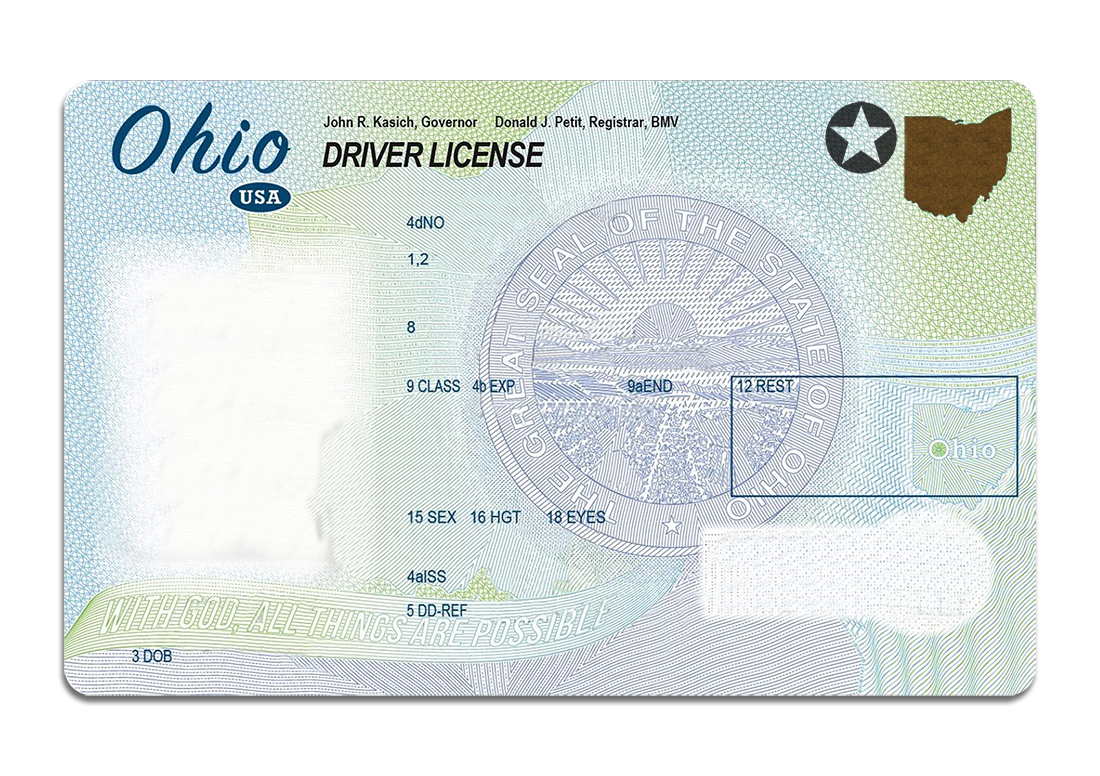 Ohio
USA
John R. Kasich, Governor Donald J. Petit, Registrar, BMV
DRIVER LICENSE
4dNO
1,2
8
9 CLASS 4b EXP 9aEND 12 REST
THE GREAT SEAL OF THE STATE OF OHIO
Ohio
15 SEX 16 HGT 18 EYES
4aISS
5 DD-REF
WITH GOD, ALL THINGS ARE POSSIBLE
3 DOB